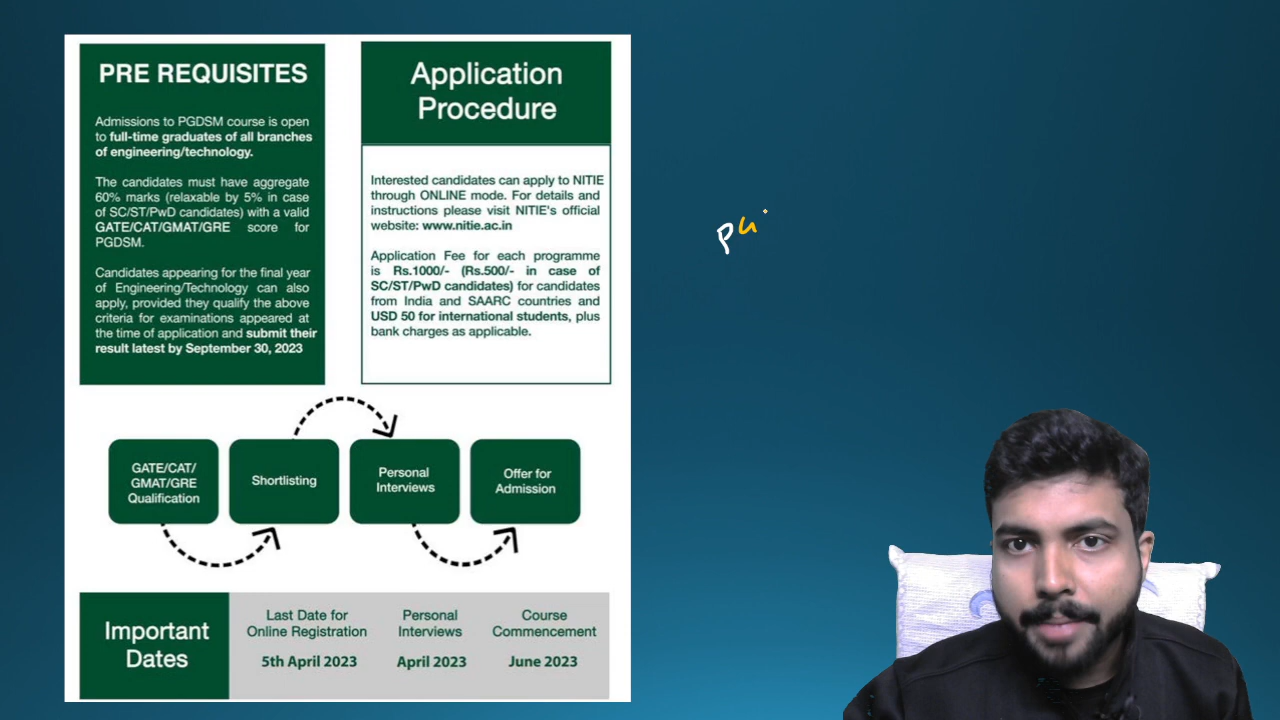 PRE REQUISITES
Admissions to PGDSM course is open
to full-time graduates of all branches
of engineering/technology.
The candidates must have aggregate
60% marks (relaxable by 5% in case
of SC/ST/PwD candidates) with a valid
GATE/CAT/GMAT/GRE score for
PGDSM.
Candidates appearing for the final year
of Engineering/Technology can also
apply, provided they qualify the above
criteria for examinations appeared at
the time of application and submit their
result latest by September 30, 2023
Application
Procedure
Interested candidates can apply to NITIE
through ONLINE mode. For details and
instructions please visit NITIE's official
website: www.nitie.ac.in
Application Fee for each programme
is Rs.1000/- (Rs.500/- in case of
SC/ST/PwD candidates) for candidates
from India and SAARC countries and
USD 50 for international students, plus
bank charges as applicable.
GATE/CAT/
GMAT/GRE
Qualification
Shortlisting
Personal
Interviews
Offer for
Admission
Important
Dates
Last Date for
Online Registration
5th April 2023
Personal
Interviews
April 2023
Course
Commencement
June 2023